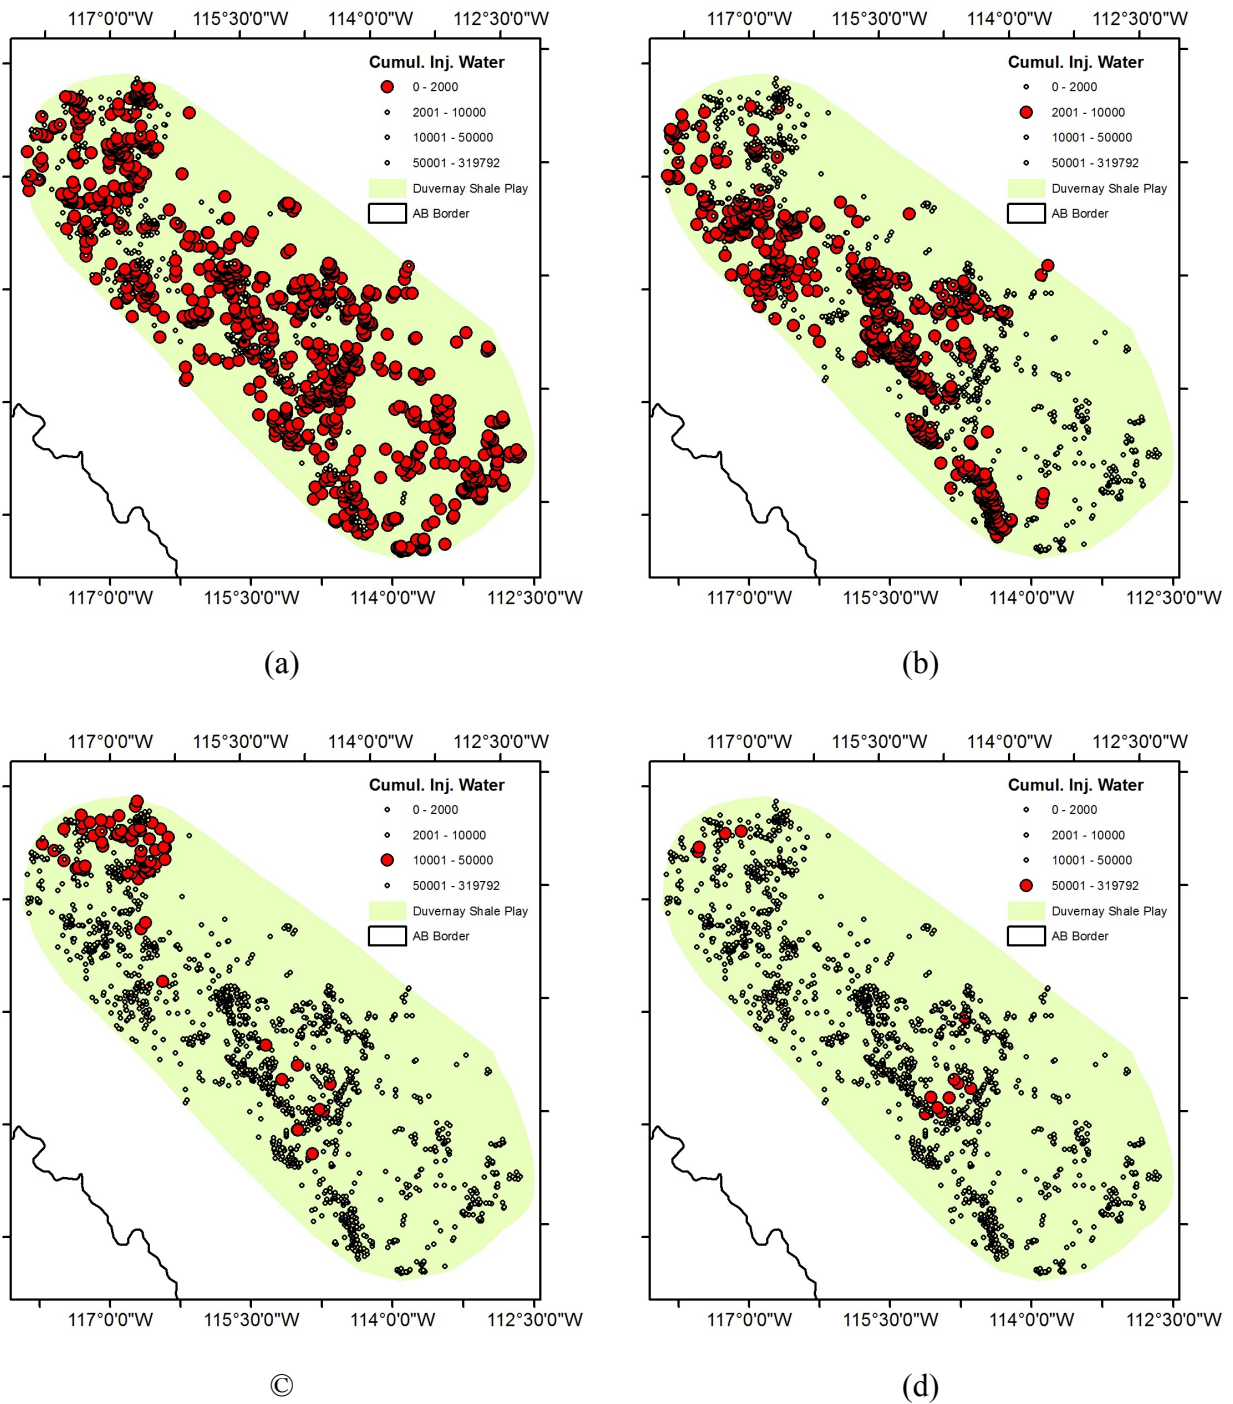 117°0'0"W 115°30'0"W 114°0'0"W 112°30'0"W
117°0'0"W 115°30'0"W 114°0'0"W 112°30'0"W
Cumul. Inj. Water
0 - 2000
2001 - 10000
10001 - 50000
50001 - 319792
Duvernay Shale Play
AB Border
Cumul. Inj. Water
0 - 2000
2001 - 10000
10001 - 50000
50001 - 319792
Duvernay Shale Play
AB Border
117°0'0"W 115°30'0"W 114°0'0"W 112°30'0"W
117°0'0"W 115°30'0"W 114°0'0"W 112°30'0"W
(a)
(b)
117°0'0"W 115°30'0"W 114°0'0"W 112°30'0"W
117°0'0"W 115°30'0"W 114°0'0"W 112°30'0"W
Cumul. Inj. Water
0 - 2000
2001 - 10000
10001 - 50000
50001 - 319792
Duvernay Shale Play
AB Border
Cumul. Inj. Water
0 - 2000
2001 - 10000
10001 - 50000
50001 - 319792
Duvernay Shale Play
AB Border
117°0'0"W 115°30'0"W 114°0'0"W 112°30'0"W
117°0'0"W 115°30'0"W 114°0'0"W 112°30'0"W
©
(d)